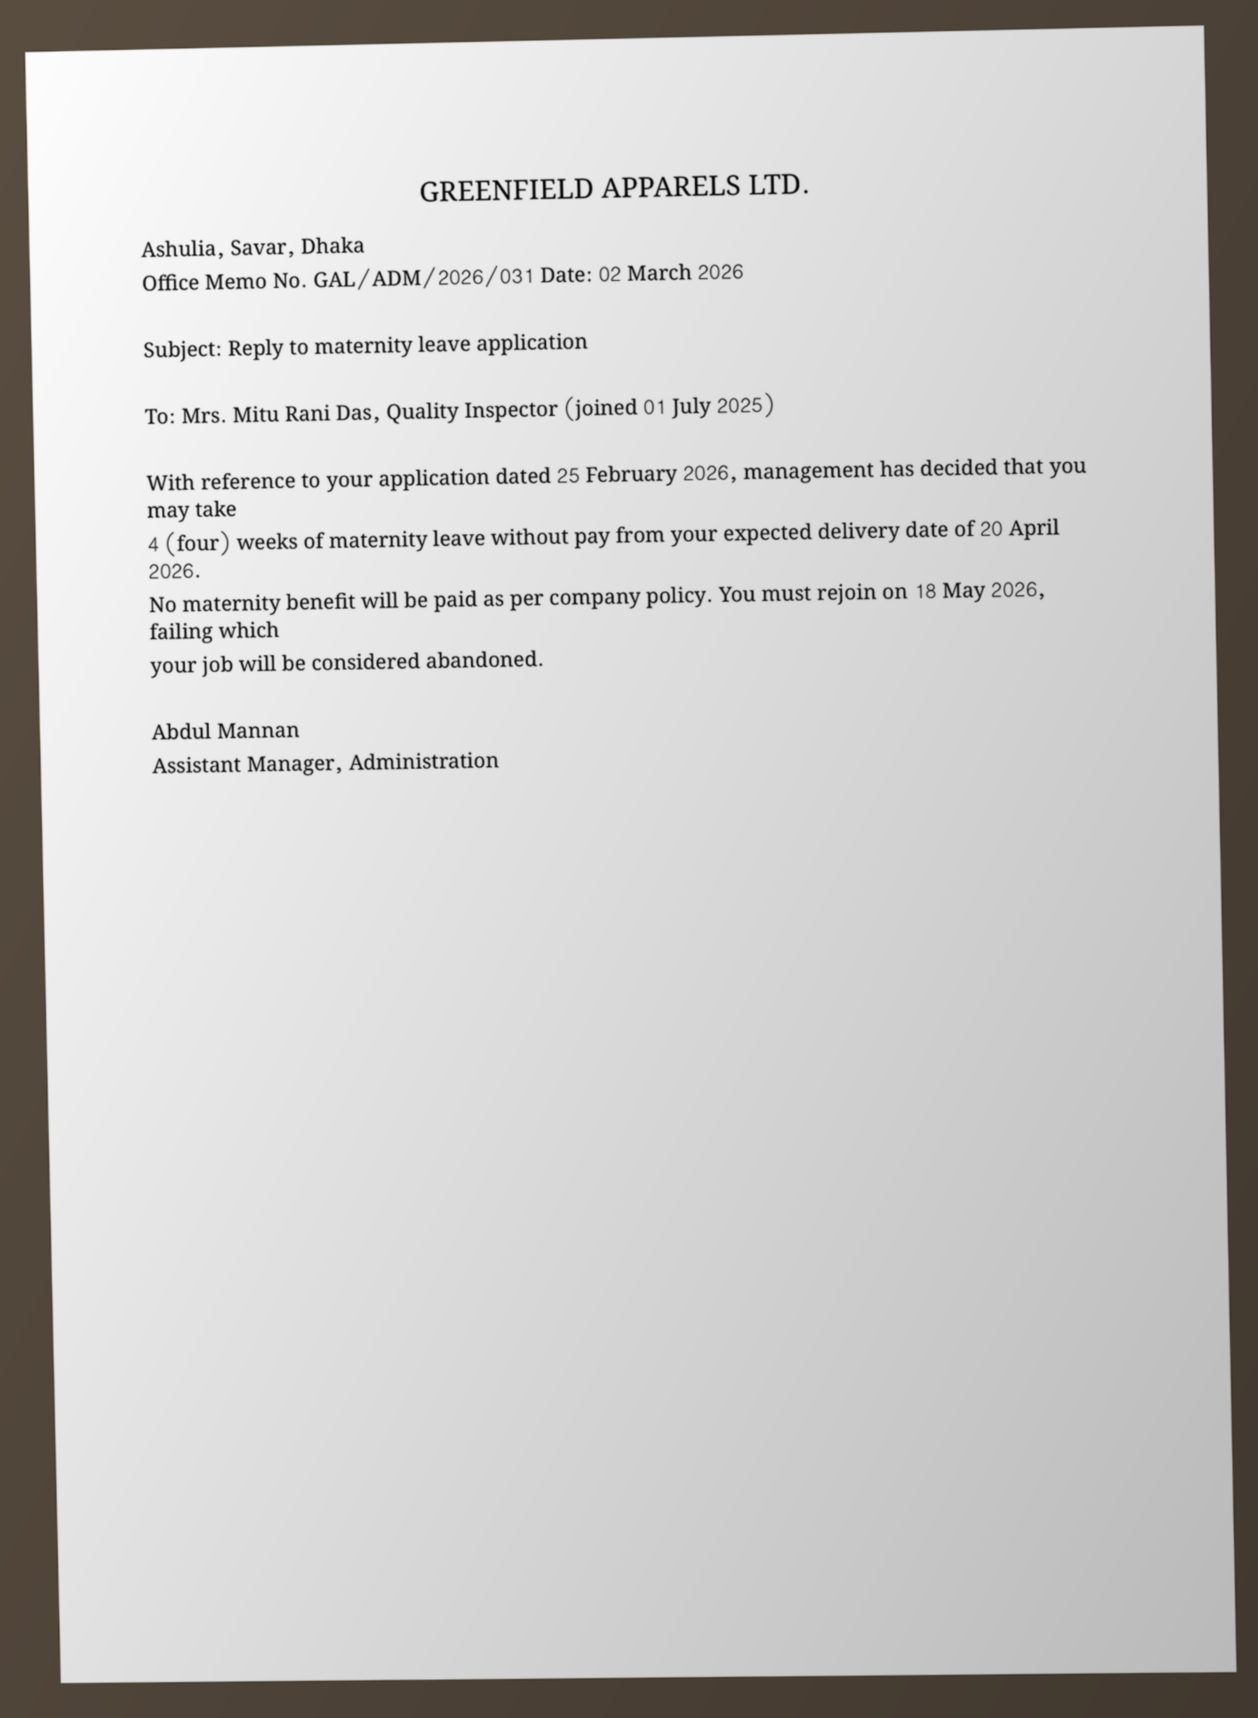 GREENFIELD APPARELS LTD.
Ashulia, Savar, Dhaka
Office Memo No. GAL/ADM/2026/031 Date: 02 March 2026
Subject: Reply to maternity leave application
To: Mrs. Mitu Rani Das, Quality Inspector (joined 01 July 2025)
With reference to your application dated 25 February 2026, management has decided that you
may take
4 (four) weeks of maternity leave without pay from your expected delivery date of 20 April
2026.
No maternity benefit will be paid as per company policy. You must rejoin on 18 May 2026,
failing which
your job will be considered abandoned.
Abdul Mannan
Assistant Manager, Administration